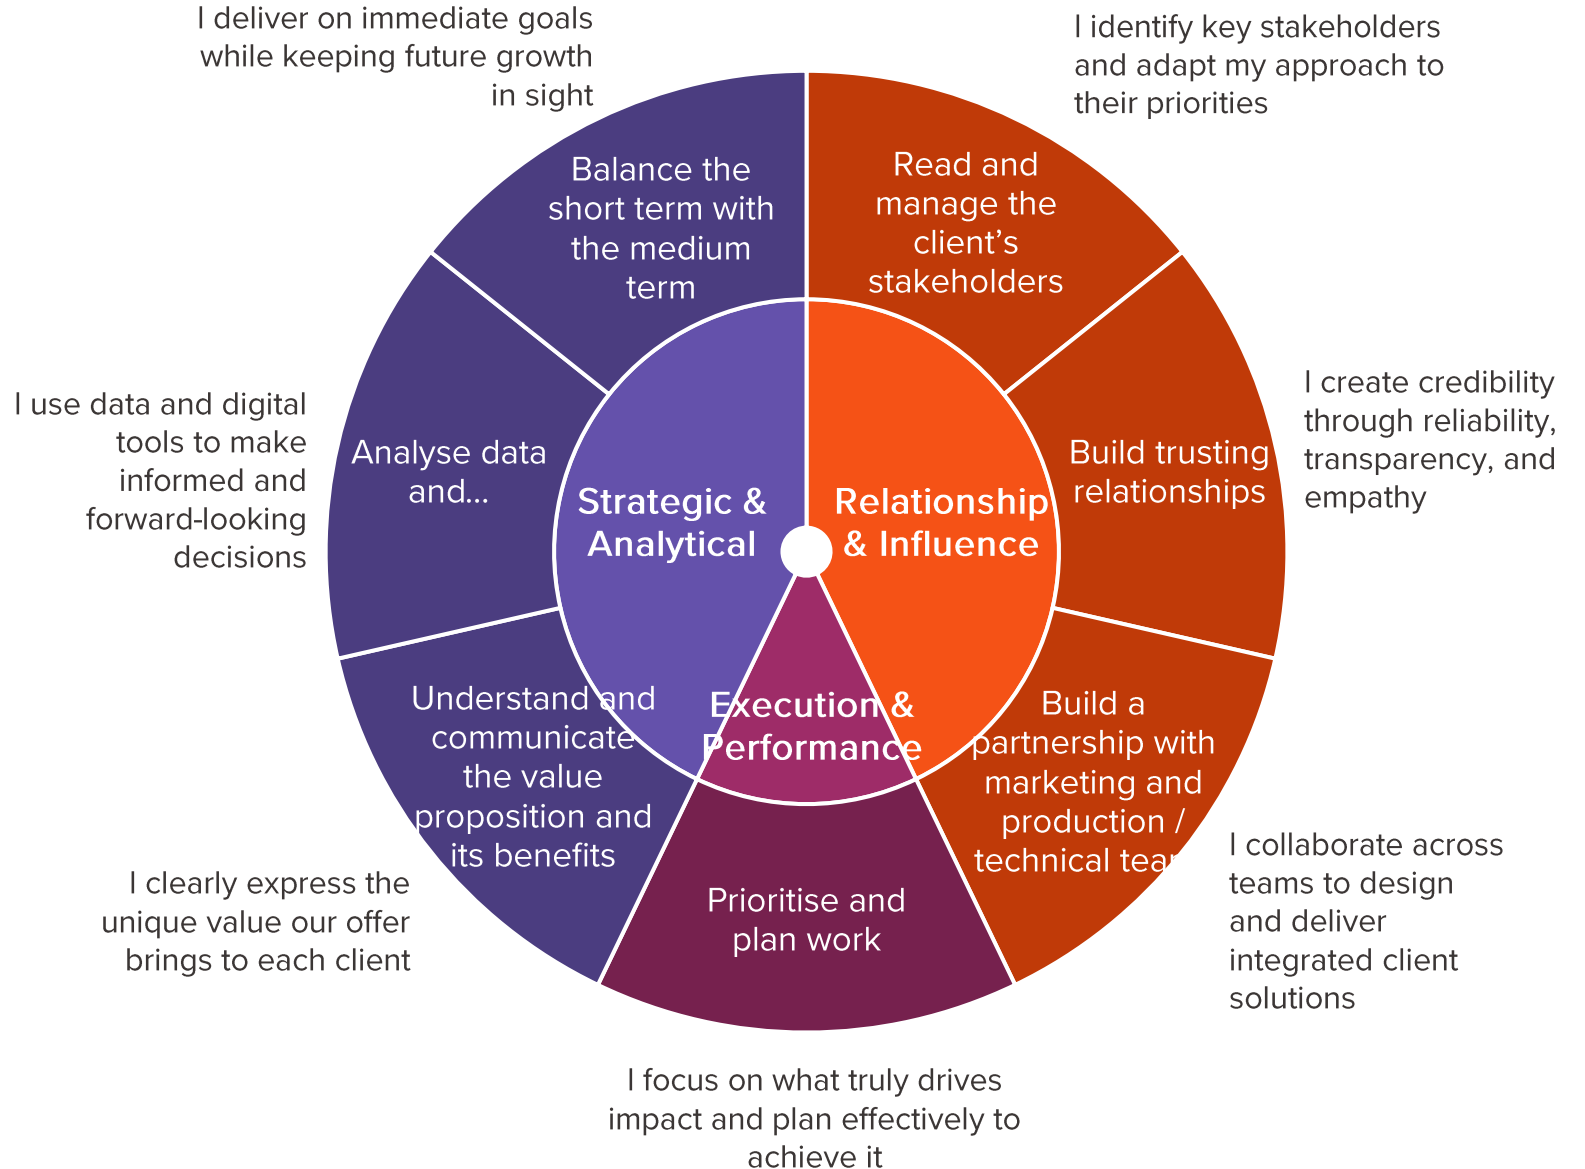 I deliver on immediate goals
while keeping future growth
in sight
I identify key stakeholders
and adapt my approach to
their priorities
Balance the
short term with
the medium
term
Read and
manage the
client’s
stakeholders
I use data and digital
tools to make
informed and
forward-looking
decisions
Analyse data
and...
Strategic &
Analytical
Relationship
& Influence
Build trusting
relationships
I create credibility
through reliability,
transparency, and
empathy
Understand and
communicate
the value
proposition and
its benefits
Execution &
Performance
Build a
partnership with
marketing and
production /
technical
I clearly express the
unique value our offer
brings to each client
Prioritise and
plan work
I collaborate across
teams to design
and deliver
integrated client
solutions
I focus on what truly drives
impact and plan effectively to
achieve it